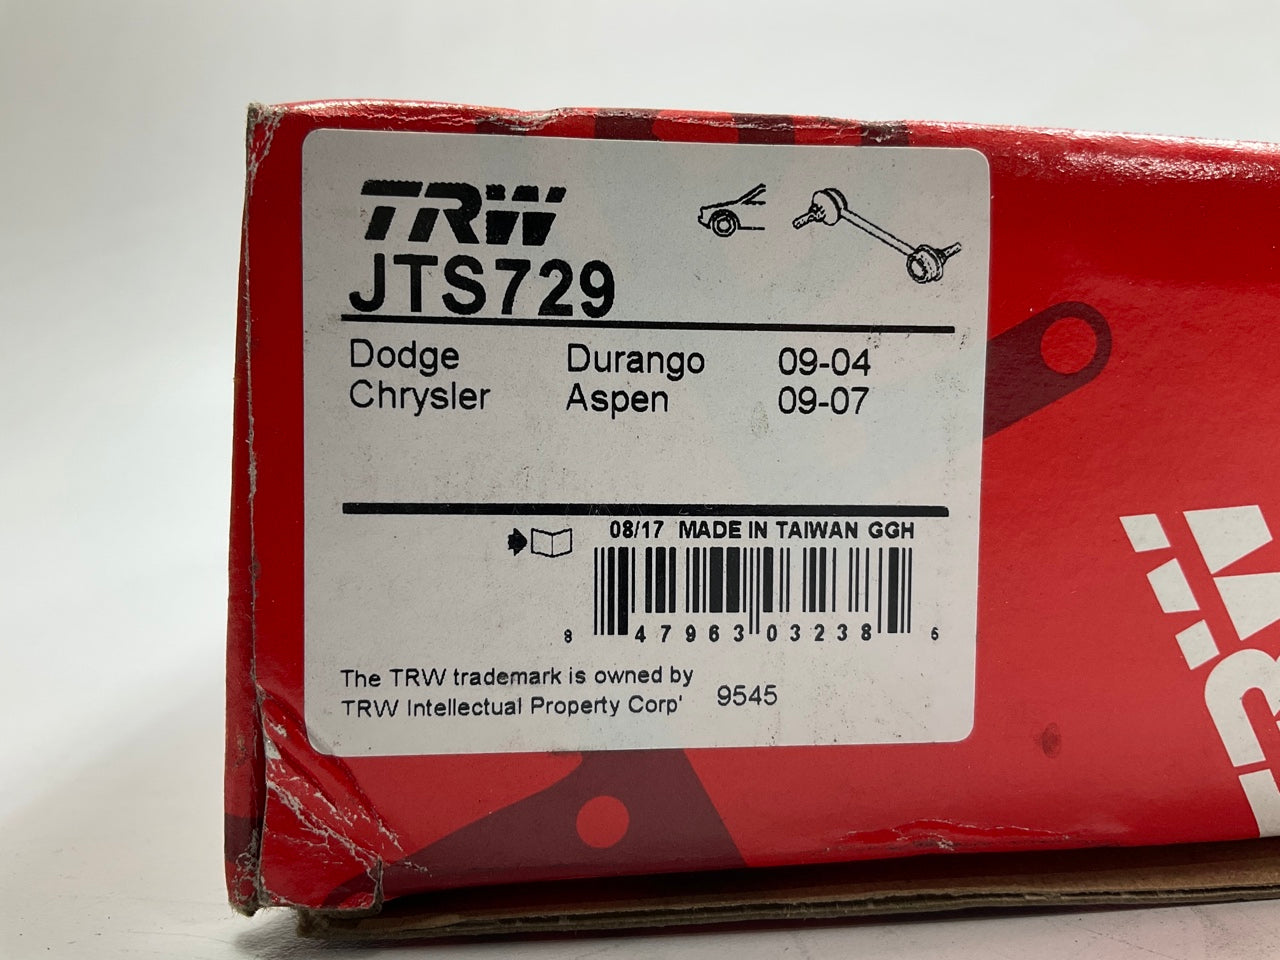 TRW
JTS729
Dodge Durango 09-04
Chrysler Aspen 09-07
08/17 MADE IN TAIWAN GGH
8 47963 03238 6
The TRW trademark is owned by
TRW Intellectual Property Corp' 9545
TRW